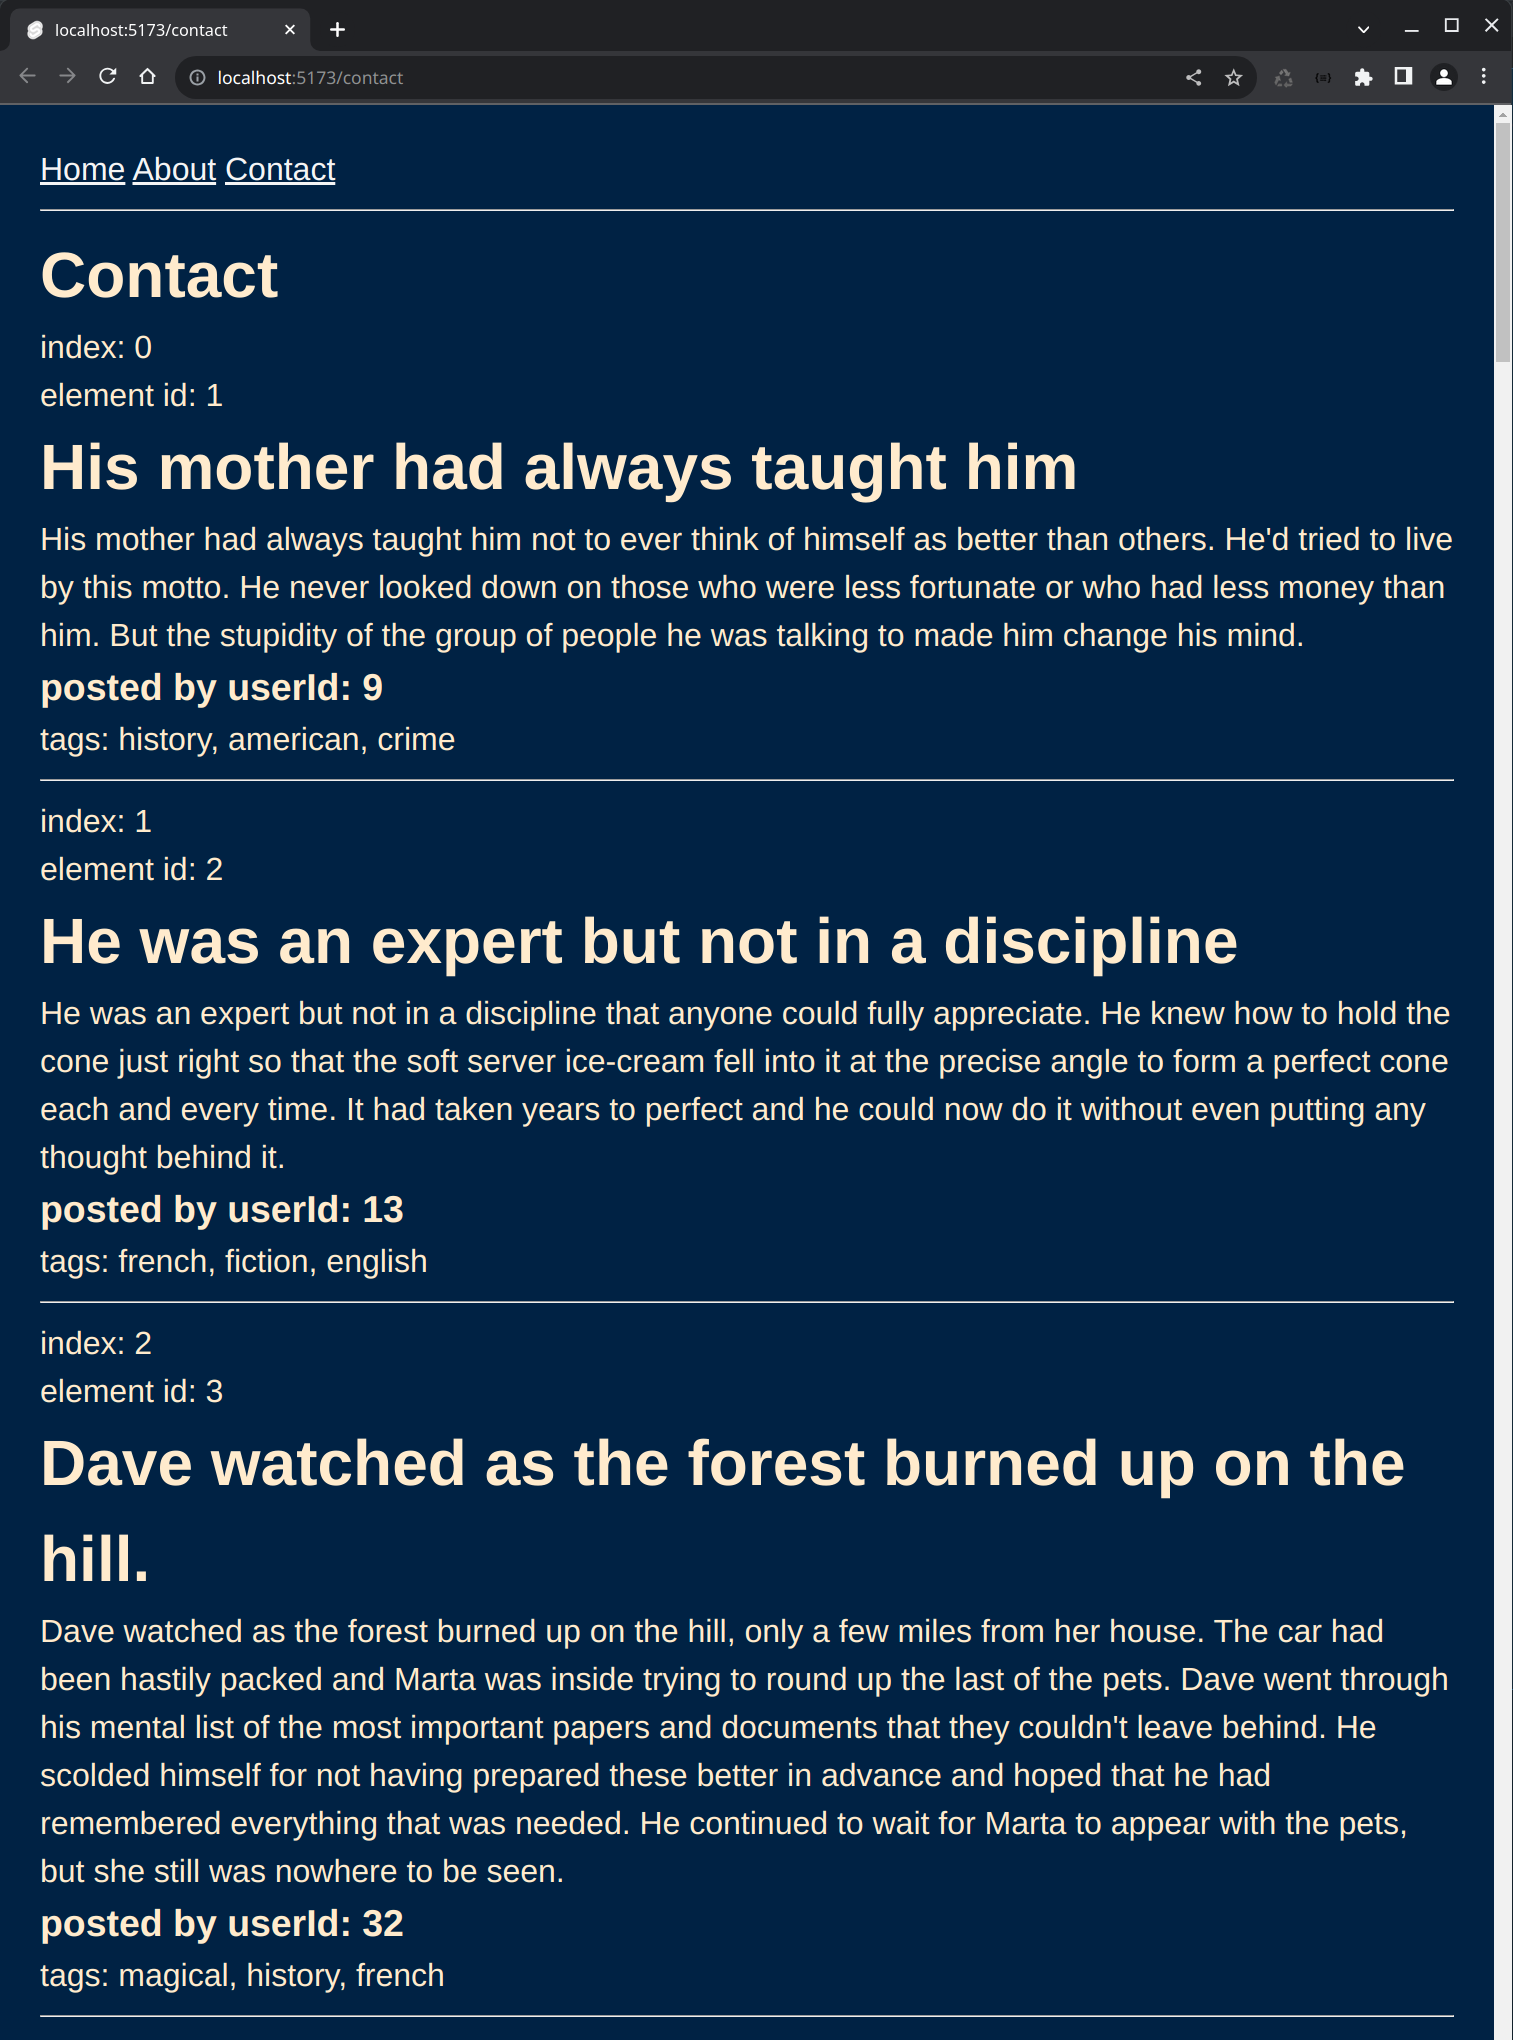 localhost:5173/contact
localhost:5173/contact
Home About Contact
Contact
index: 0
element id: 1
His mother had always taught him
His mother had always taught him not to ever think of himself as better than others. He'd tried to live
by this motto. He never looked down on those who were less fortunate or who had less money than
him. But the stupidity of the group of people he was talking to made him change his mind.
posted by userId: 9
tags: history, american, crime
index: 1
element id: 2
He was an expert but not in a discipline
He was an expert but not in a discipline that anyone could fully appreciate. He knew how to hold the
cone just right so that the soft server ice-cream fell into it at the precise angle to form a perfect cone
each and every time. It had taken years to perfect and he could now do it without even putting any
thought behind it.
posted by userId: 13
tags: french, fiction, english
index: 2
element id: 3
Dave watched as the forest burned up on the
hill.
Dave watched as the forest burned up on the hill, only a few miles from her house. The car had
been hastily packed and Marta was inside trying to round up the last of the pets. Dave went through
his mental list of the most important papers and documents that they couldn't leave behind. He
scolded himself for not having prepared these better in advance and hoped that he had
remembered everything that was needed. He continued to wait for Marta to appear with the pets,
but she still was nowhere to be seen.
posted by userId: 32
tags: magical, history, french